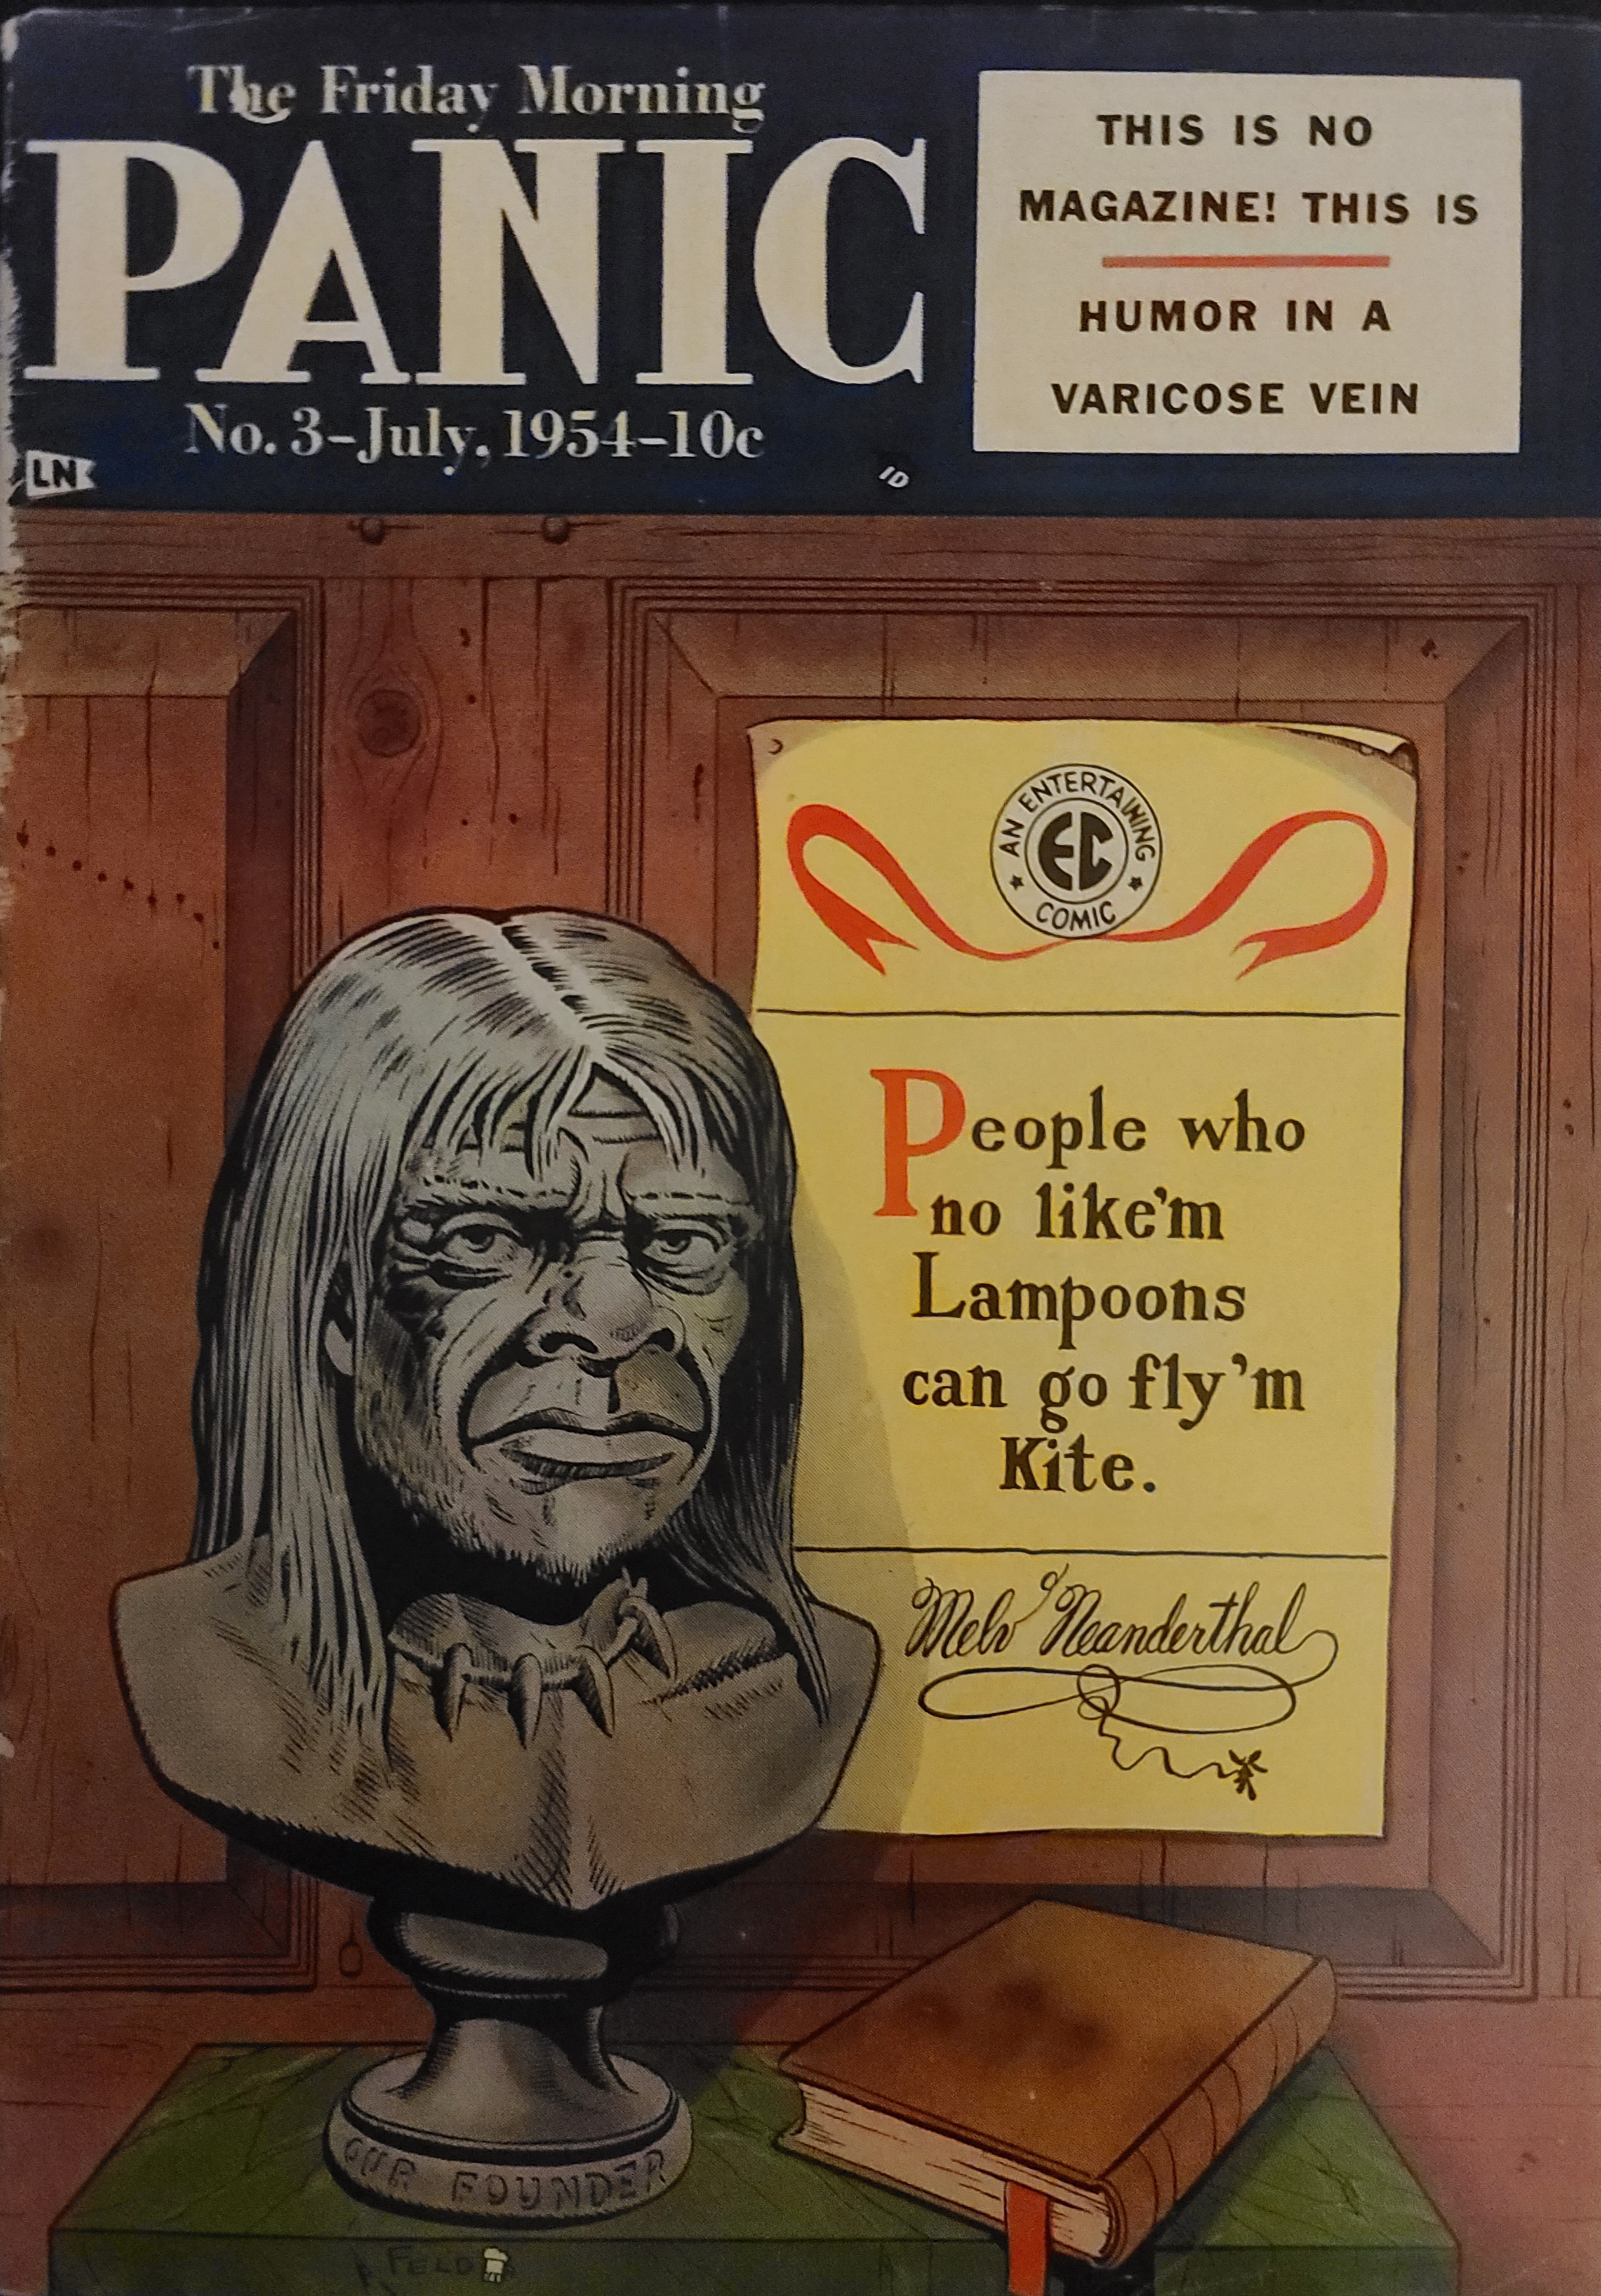 The Friday Morning
PANIC
No. 3-July, 1954-10c
LN
ID
THIS IS NO
MAGAZINE! THIS IS
HUMOR IN A
VARICOSE VEIN
AN ENTERTAINING
EC
COMIC
People who
no like'm
Lampoons
can go fly'm
Kite.
Melv Neanderthal
OUR FOUNDER
FELD